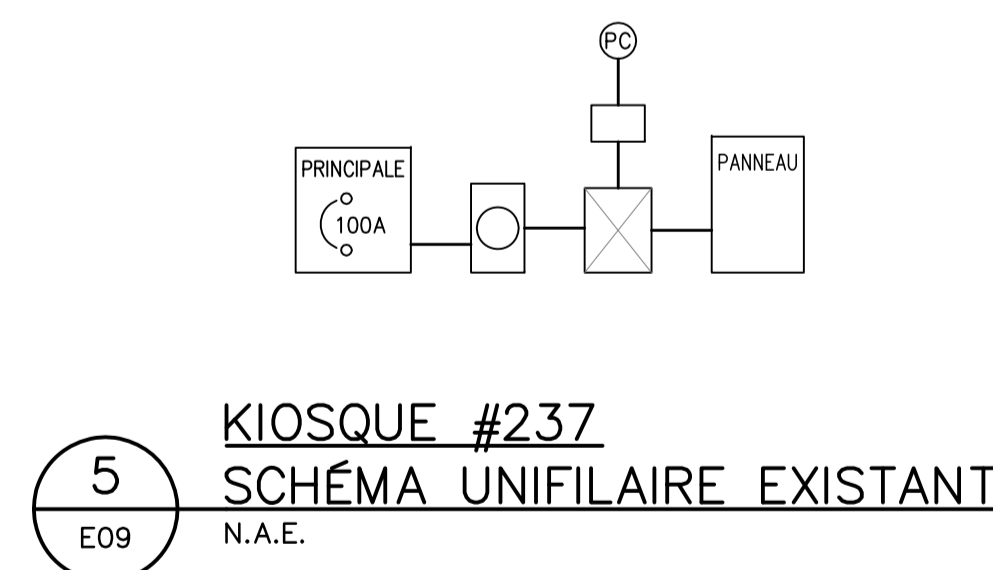 PC
PRINCIPALE
100A
PANNEAU
KIOSQUE #237
SCHÉMA UNIFILAIRE EXISTANT
5
E09
N.A.E.